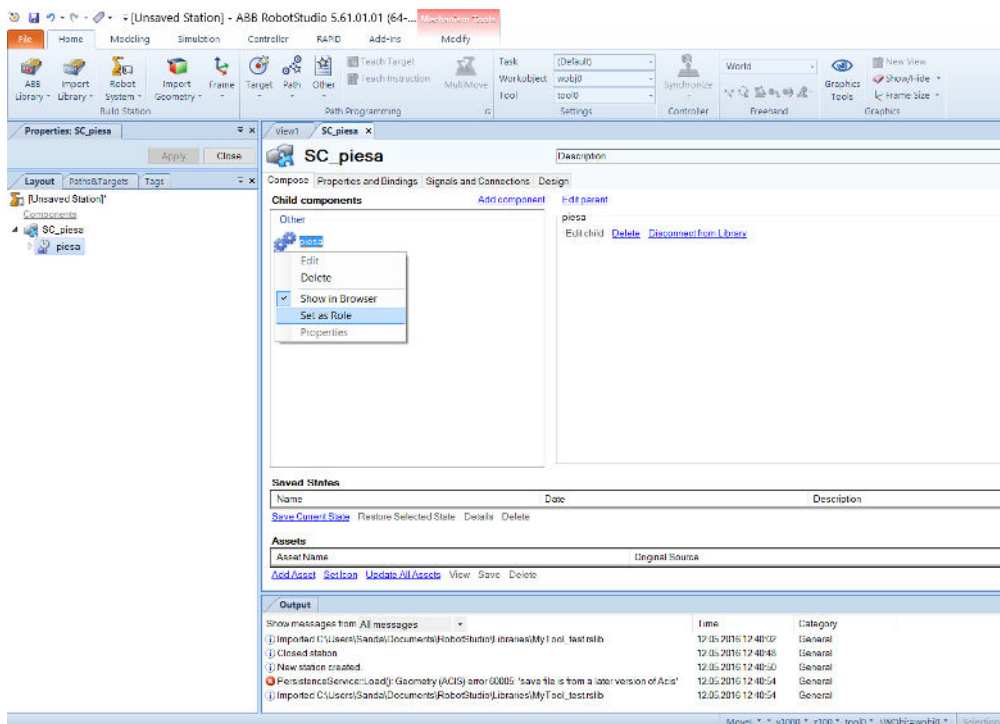 [Unsaved Station] - ABB RobotStudio 5.61.01.01 (64-...
Mechanism Tools
File Home Modeling Simulation Controller RAPID Add-Ins Modify
ABB Library
Import Library
Robot System
Import Geometry
Frame
Build Station
Target
Path
Other
Teach Target
Teach Instruction
MultiMove
Path Programming
Task (Default)
Workobject wobj0
Tool tool0
Settings
Synchronize
Controller
World
Freehand
Graphics Tools
New View
Show/Hide
Frame Size
Graphics
Properties: SC_piesa
Apply Close
Layout Paths&Targets Tags
[Unsaved Station]*
Components
SC_piesa
piesa
View1 SC_piesa
SC_piesa
Description
Compose Properties and Bindings Signals and Connections Design
Child components Add component Edit parent
Other
piesa
Edit
Delete
Show in Browser
Set as Role
Properties
piesa
Edit child Delete Disconnect from Library
Saved States
Name Date Description
Save Current State Restore Selected State Details Delete
Assets
Asset Name Original Source
Add Asset Set Icon Update All Assets View Save Delete
Output
Show messages from All messages Time Category
Imported C:\Users\Sanda\Documents\RobotStudio\Libraries\MyTool_test.rslib 12.05.2016 12:40:02 General
Closed station. 12.05.2016 12:40:48 General
New station created. 12.05.2016 12:40:50 General
PersistenceService::Load(): Geometry (ACIS) error 60005: 'save file is from a later version of Acis' 12.05.2016 12:40:54 General
Imported C:\Users\Sanda\Documents\RobotStudio\Libraries\MyTool_test.rslib 12.05.2016 12:40:54 General
MoveL * * v1000 * z100 * tool0 * \WObj:=wobj0 * Selection